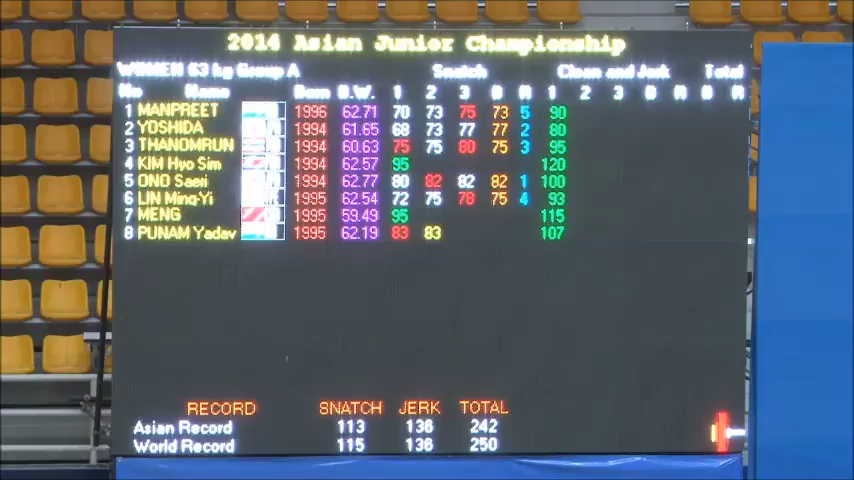 2014 Asian Junior Championship
WOMEN 63 kg Group A Snatch Clean and Jerk Total
No Name Born B.W. 1 2 3 B R 1 2 3 B R B R
1 MANPREET 1996 62.71 70 73 75 73 5 90
2 YOSHIDA 1994 61.65 68 73 77 77 2 80
3 THANOMRUN 1994 60.63 75 75 80 75 3 95
4 KIM Hyo Sim 1994 62.57 95 120
5 ONO Saeri 1994 62.77 80 82 82 82 1 100
6 LIN Ming-Yi 1995 62.54 72 75 78 75 4 93
7 MENG 1995 59.49 95 115
8 PUNAM Yadav 1995 62.19 83 83 107
RECORD SNATCH JERK TOTAL
Asian Record 113 136 242
World Record 115 136 250